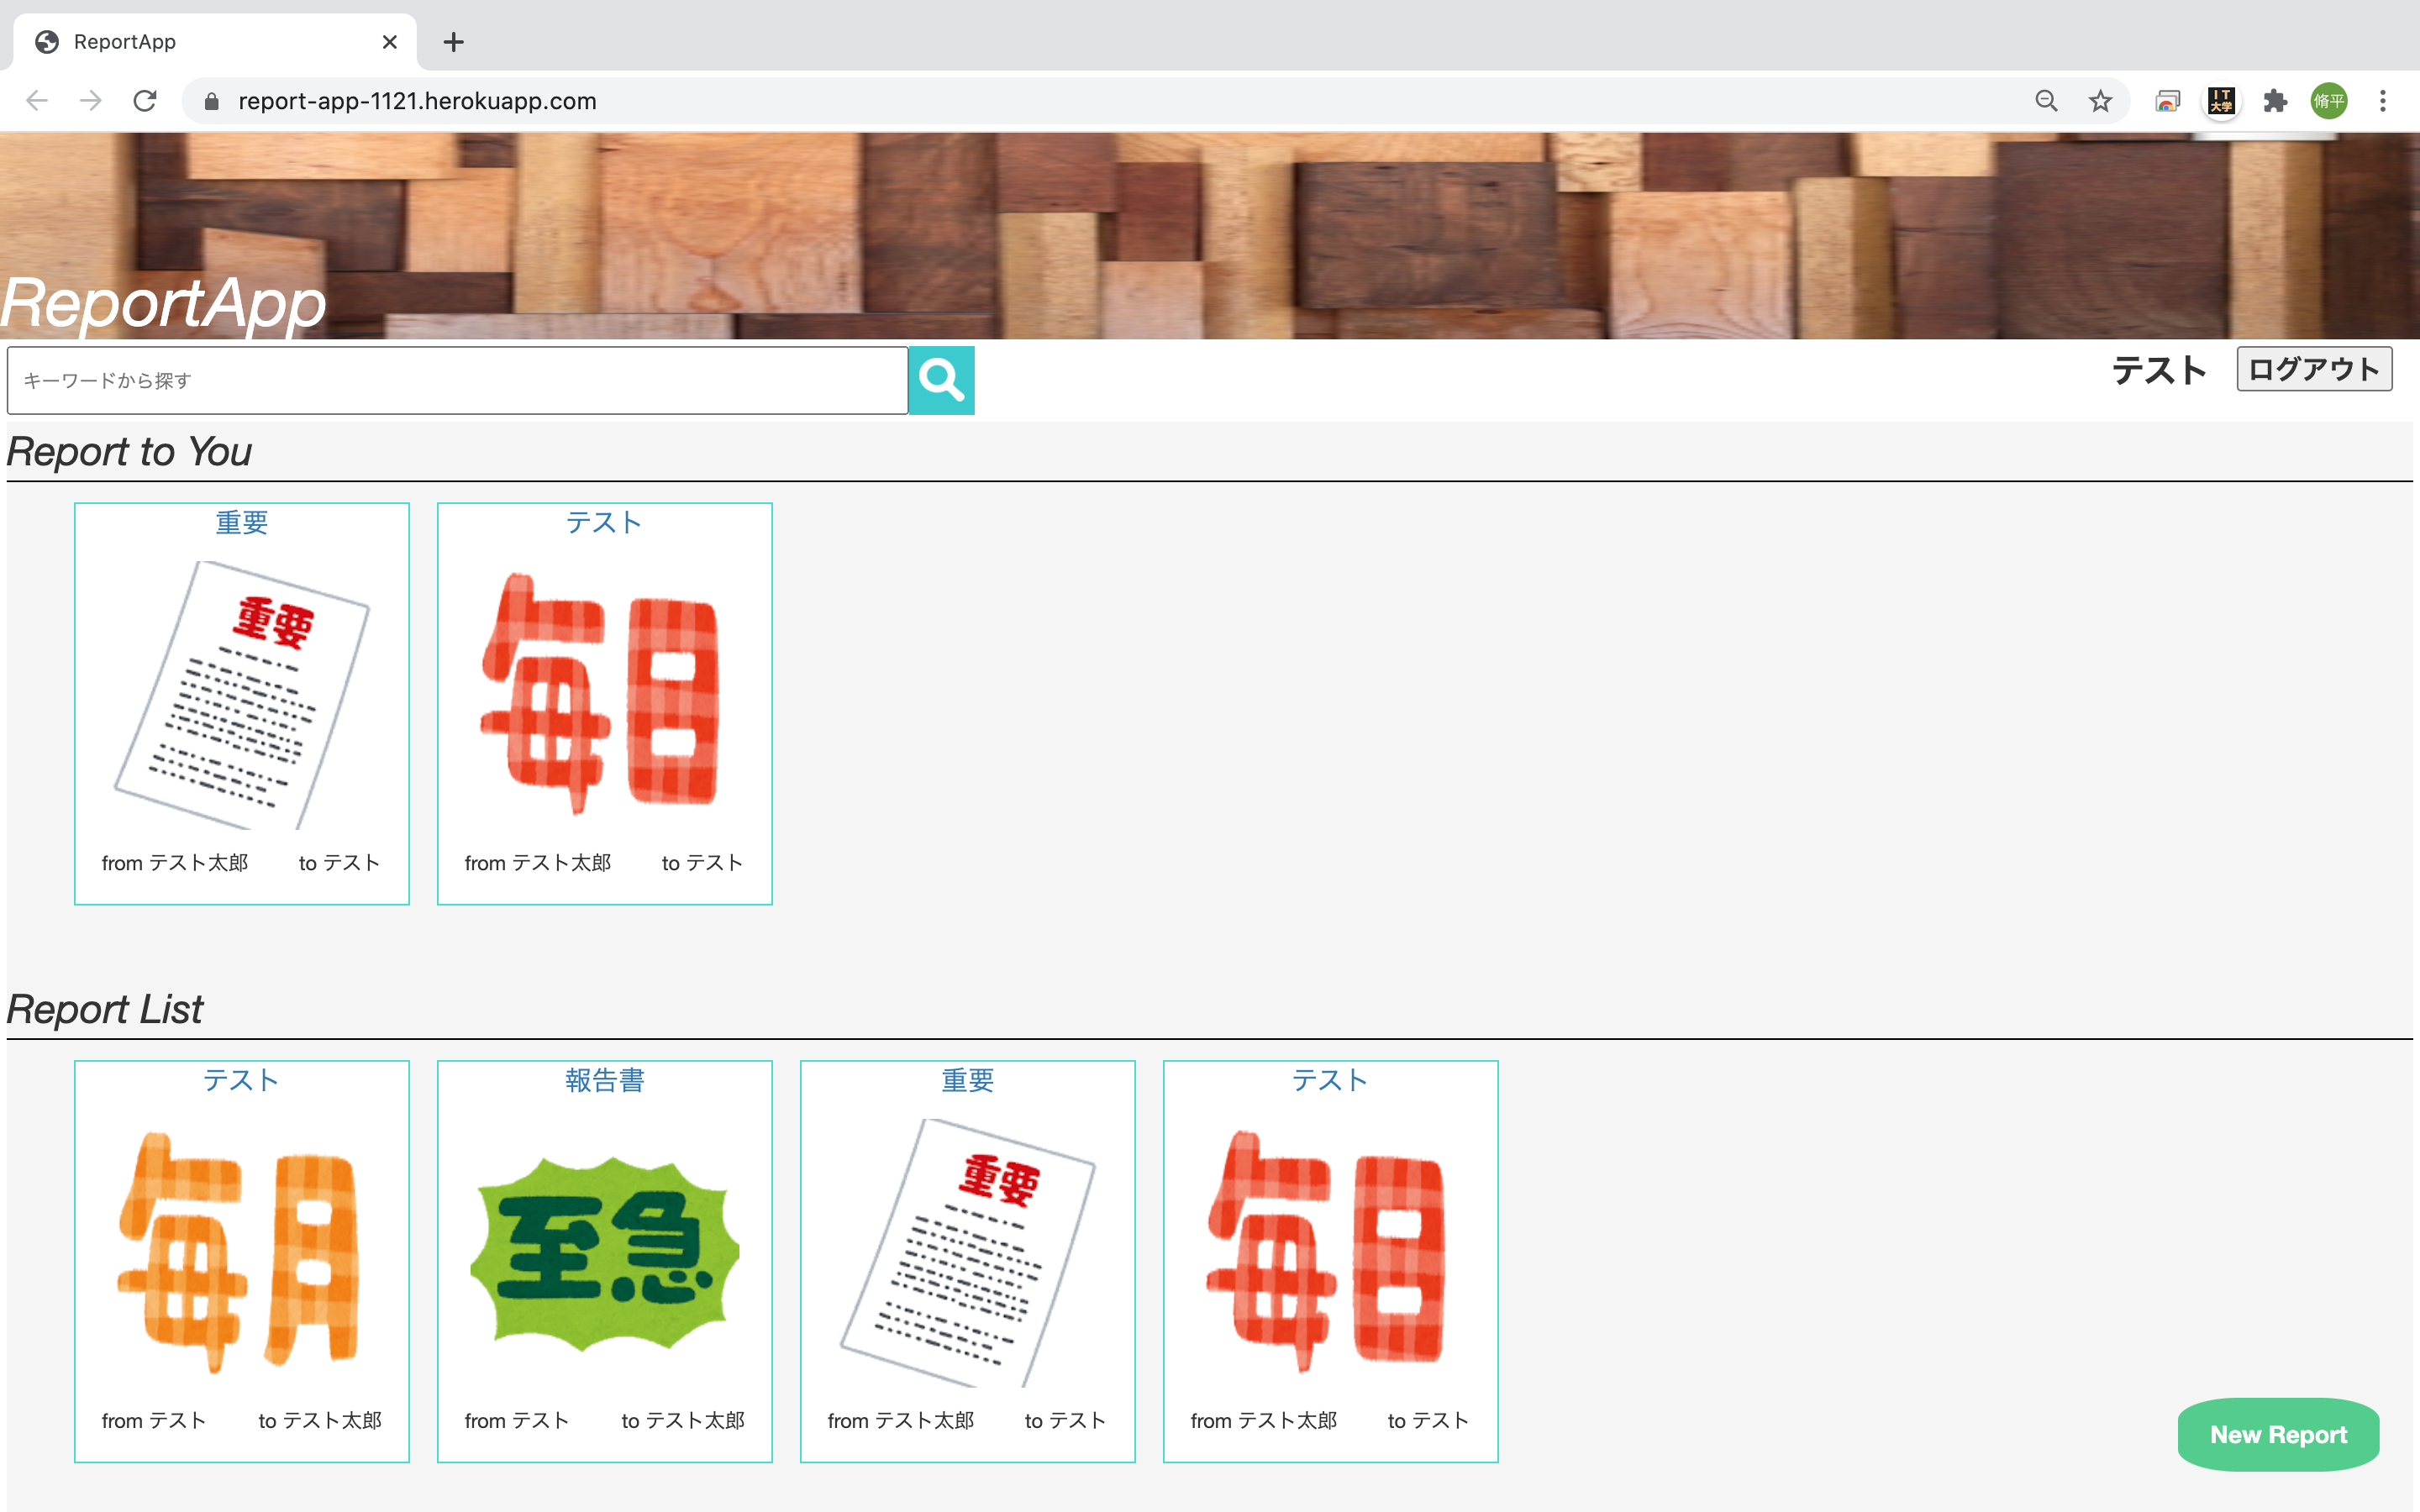 ReportApp
report-app-1121.herokuapp.com
IT
大学
脩平
ReportApp
キーワードから探す
テスト ログアウト
Report to You
重要 テスト
重要 毎日
from テスト太郎 to テスト from テスト太郎 to テスト
Report List
テスト 報告書 重要 テスト
毎月 至急 重要 毎日
from テスト to テスト太郎 from テスト to テスト太郎 from テスト太郎 to テスト from テスト太郎 to テスト
New Report